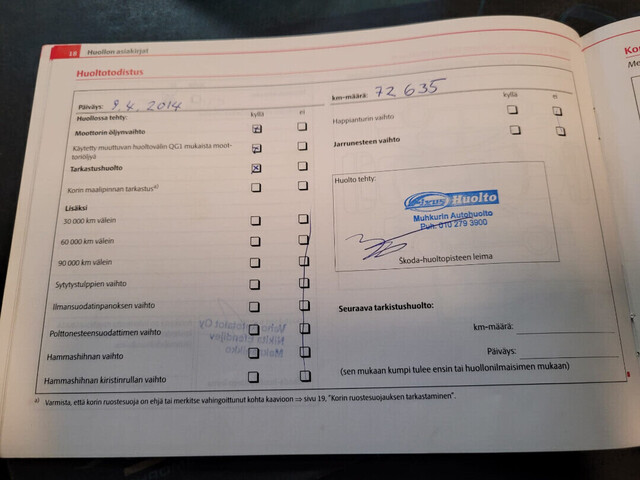 18 Huollon asiakirjat
Huoltotodistus
Päiväys: 9.4.2014
Huollossa tehty: kyllä ei
Moottorin öljynvaihto
Käytetty muuttuvan huoltovälin QG1 mukaista moot-
toriöljyä
Tarkastushuolto
Korin maalipinnan tarkastus a)
Lisäksi
30 000 km välein
60 000 km välein
90 000 km välein
Sytytystulppien vaihto
Ilmansuodatinpanoksen vaihto
Polttonesteensuodattimen vaihto
Hammashihnan vaihto
Hammashihnan kiristinrullan vaihto
km-määrä: 72 635
kyllä ei
Happianturin vaihto
Jarrunesteen vaihto
Huolto tehty:
Huolto
Muhkurin Autohuolto
Puh. 010 279 3900
Škoda-huoltopisteen leima
Seuraava tarkistushuolto:
km-määrä:
Päiväys:
(sen mukaan kumpi tulee ensin tai huollonilmaisimen mukaan)
a) Varmista, että korin ruostesuoja on ehjä tai merkitse vahingoittunut kohta kaavioon ⇒ sivu 19, "Korin ruostesuojauksen tarkastaminen".